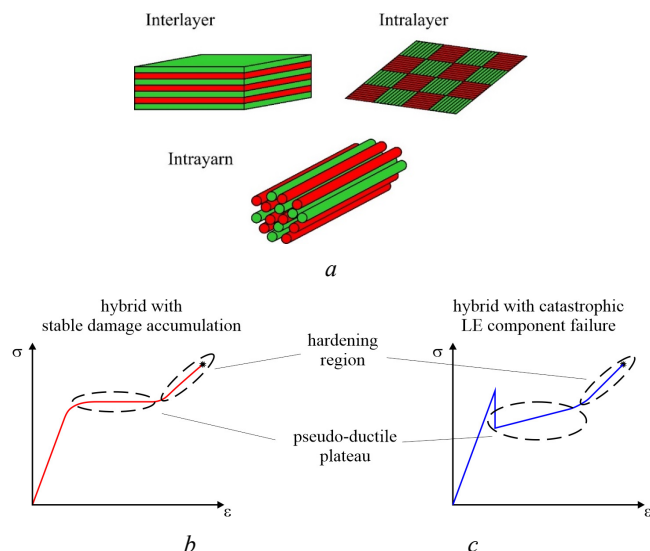 Interlayer
Intralayer
Intrayarn
a
hybrid with
stable damage accumulation
hybrid with catastrophic
LE component failure
σ
hardening
region
σ
pseudo-ductile
plateau
ε
ε
b
c